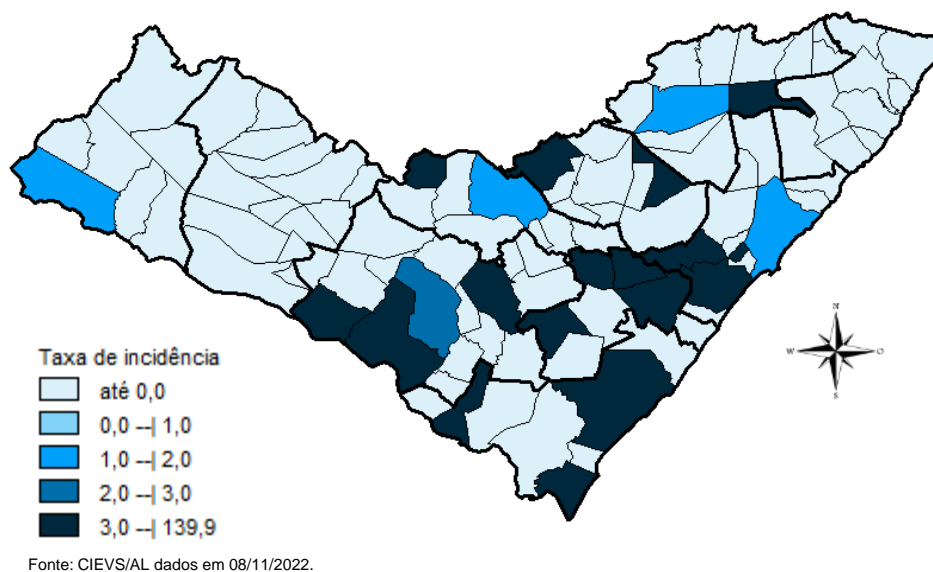 N
W
O
S
Taxa de incidência
até 0,0
0,0 --| 1,0
1,0 --| 2,0
2,0 --| 3,0
3,0 --| 139,9
Fonte: CIEVS/AL dados em 08/11/2022.